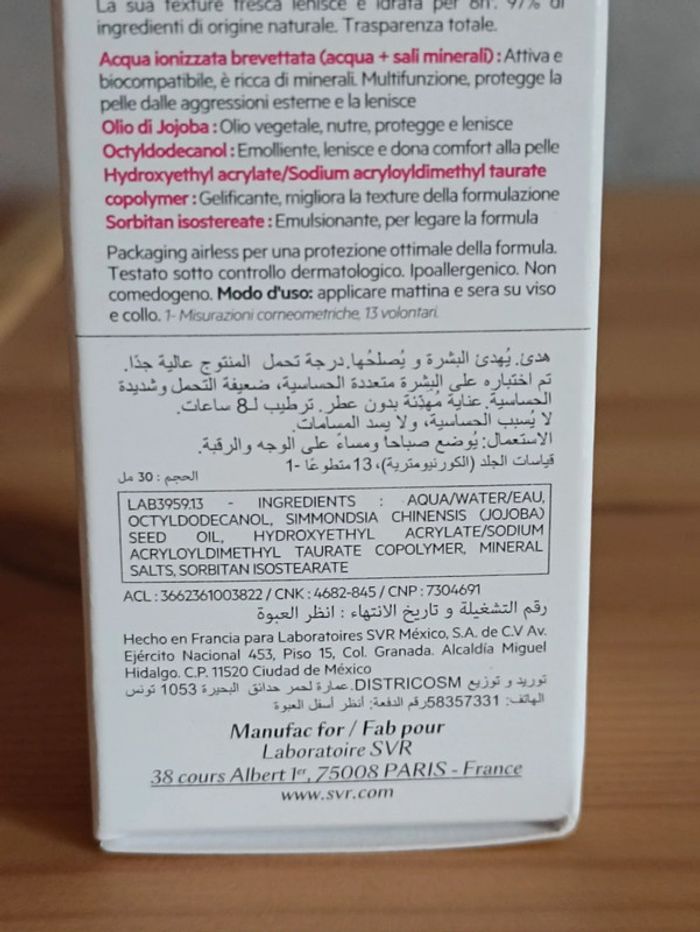 La sua texture fresca lenisce e idrata per 8h¹. 97% di
ingredienti di origine naturale. Trasparenza totale.
Acqua ionizzata brevettata (acqua + sali minerali) : Attiva e
biocompatibile, è ricca di minerali. Multifunzione, protegge la
pelle dalle aggressioni esterne e la lenisce
Olio di Jojoba : Olio vegetale, nutre, protegge e lenisce
Octyldodecanol : Emolliente, lenisce e dona comfort alla pelle
Hydroxyethyl acrylate/Sodium acryloyldimethyl taurate
copolymer : Gelificante, migliora la texture della formulazione
Sorbitan isostereate : Emulsionante, per legare la formula
Packaging airless per una protezione ottimale della formula.
Testato sotto controllo dermatologico. Ipoallergenico. Non
comedogeno. Modo d'uso: applicare mattina e sera su viso
e collo. 1- Misurazioni corneometriche, 13 volontari.
هدئ. يُهدئ البشرة و يُصلحُها. درجة تحمل المنتوج عالية جدًا.
تم اختباره على البشرة متعددة الحساسية، ضعيفة التحمل و شديدة
الحساسية. عناية مُهدِّئة بدون عطر. ترطيب لـ8 ساعات.
لا يُسبب الحساسية، ولا يسد المسامات.
الاستعمال: يُوضع صباحا ومساءً على الوجه والرقبة.
قياسات الجلد (الكورنيومترية)، 13 متطوعًا -1
الحجم : 30 مل
LAB3959.13 - INGREDIENTS : AQUA/WATER/EAU,
OCTYLDODECANOL, SIMMONDSIA CHINENSIS (JOJOBA)
SEED OIL, HYDROXYETHYL ACRYLATE/SODIUM
ACRYLOYLDIMETHYL TAURATE COPOLYMER, MINERAL
SALTS, SORBITAN ISOSTEARATE
ACL : 3662361003822 / CNK : 4682-845 / CNP : 7304691
رقم التشغيلة و تاريخ الانتهاء : انظر العبوة
Hecho en Francia para Laboratoires SVR México, S.A. de C.V Av.
Ejército Nacional 453, Piso 15, Col. Granada. Alcaldía Miguel
Hidalgo. C.P. 11520 Ciudad de México
توريد و توزيع DISTRICOSM. عمارة لحمر حدائق البحيرة 1053 تونس
الهاتف: 58357331رقم الدفعة: أنظر أسفل العبوة
Manufac for / Fab pour
Laboratoire SVR
38 cours Albert 1er, 75008 PARIS - France
www.svr.com